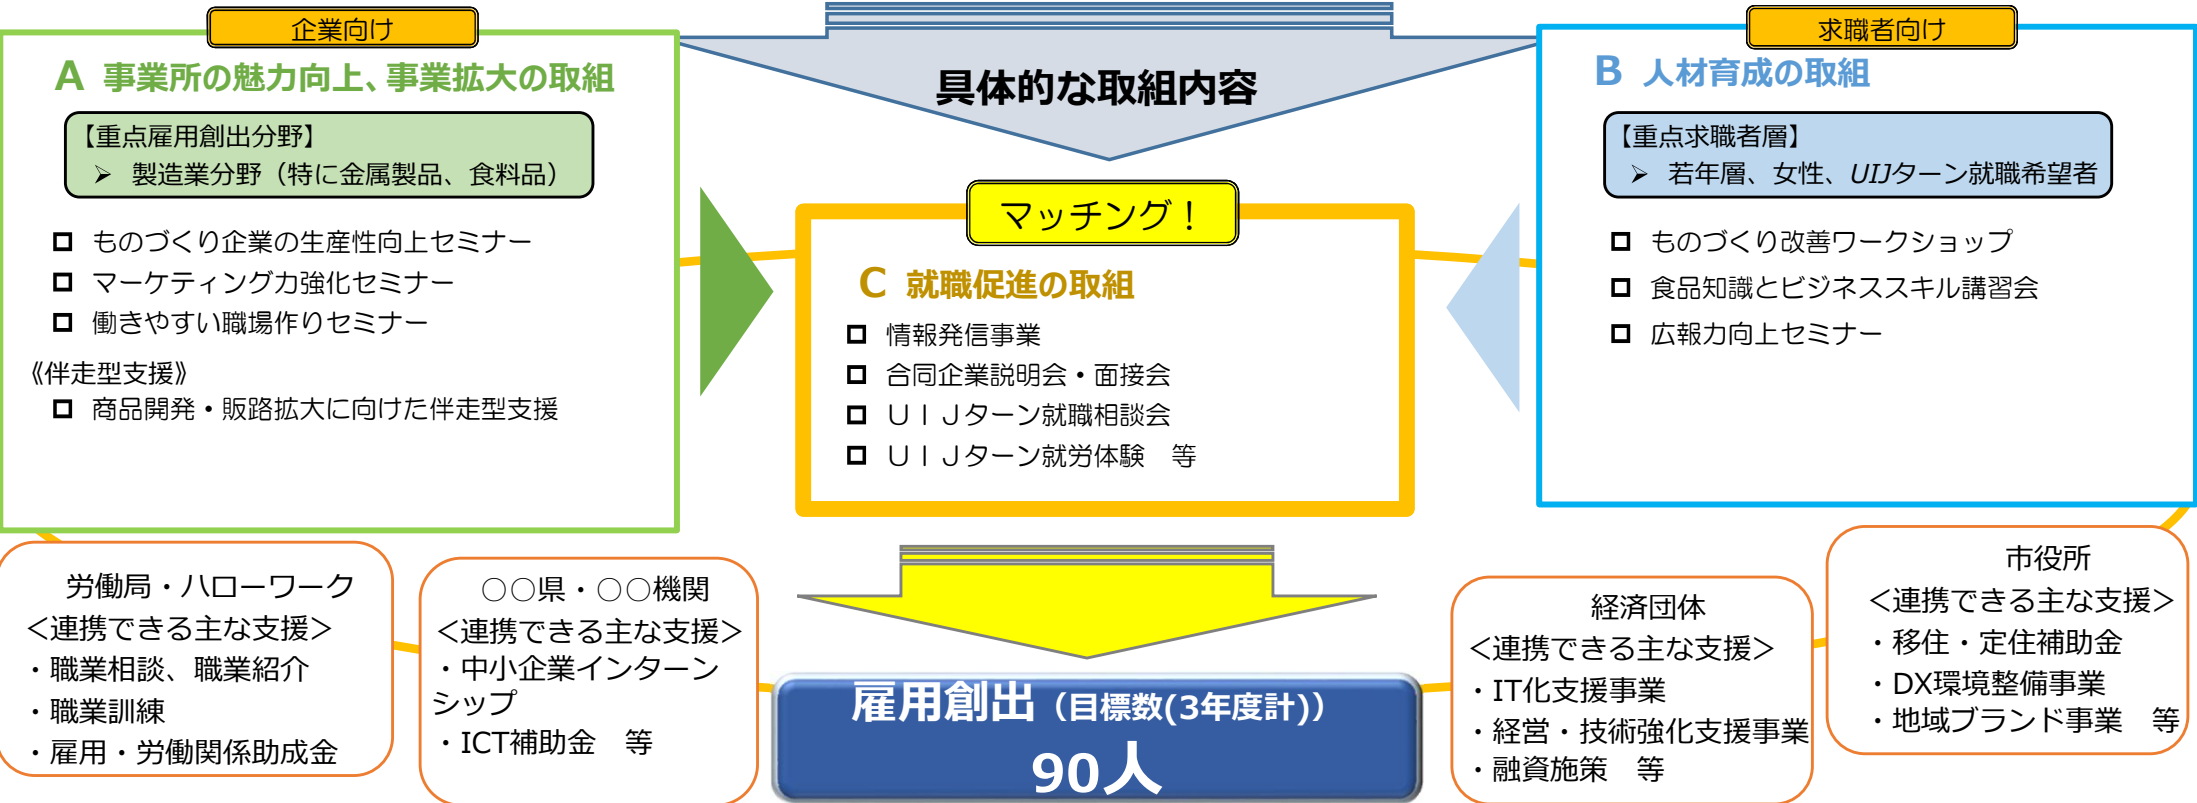 具体的な取組内容
企業向け
A 事業所の魅力向上、事業拡大の取組
【重点雇用創出分野】
➢ 製造業分野（特に金属製品、食料品）
ものづくり企業の生産性向上セミナー
マーケティング力強化セミナー
働きやすい職場作りセミナー
《伴走型支援》
商品開発・販路拡大に向けた伴走型支援
マッチング！
C 就職促進の取組
情報発信事業
合同企業説明会・面接会
ＵＩＪターン就職相談会
ＵＩＪターン就労体験　等
求職者向け
B 人材育成の取組
【重点求職者層】
➢ 若年層、女性、UIJターン就職希望者
ものづくり改善ワークショップ
食品知識とビジネススキル講習会
広報力向上セミナー
労働局・ハローワーク
＜連携できる主な支援＞
・職業相談、職業紹介
・職業訓練
・雇用・労働関係助成金
○○県・○○機関
＜連携できる主な支援＞
・中小企業インターン
シップ
・ICT補助金　等
雇用創出（目標数(3年度計)）
90人
経済団体
＜連携できる主な支援＞
・IT化支援事業
・経営・技術強化支援事業
・融資施策　等
市役所
＜連携できる主な支援＞
・移住・定住補助金
・DX環境整備事業
・地域ブランド事業　等